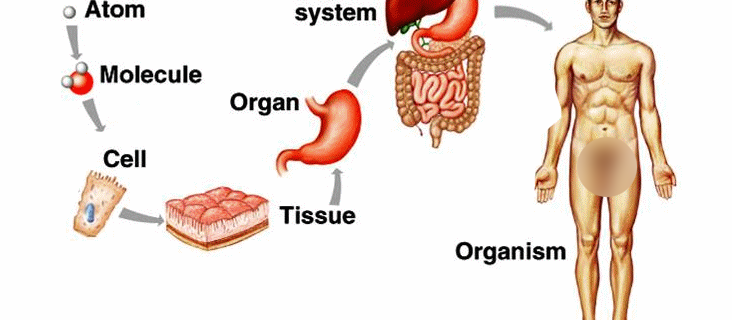 Atom
Molecule
Cell
Tissue
Organ
system
Organism